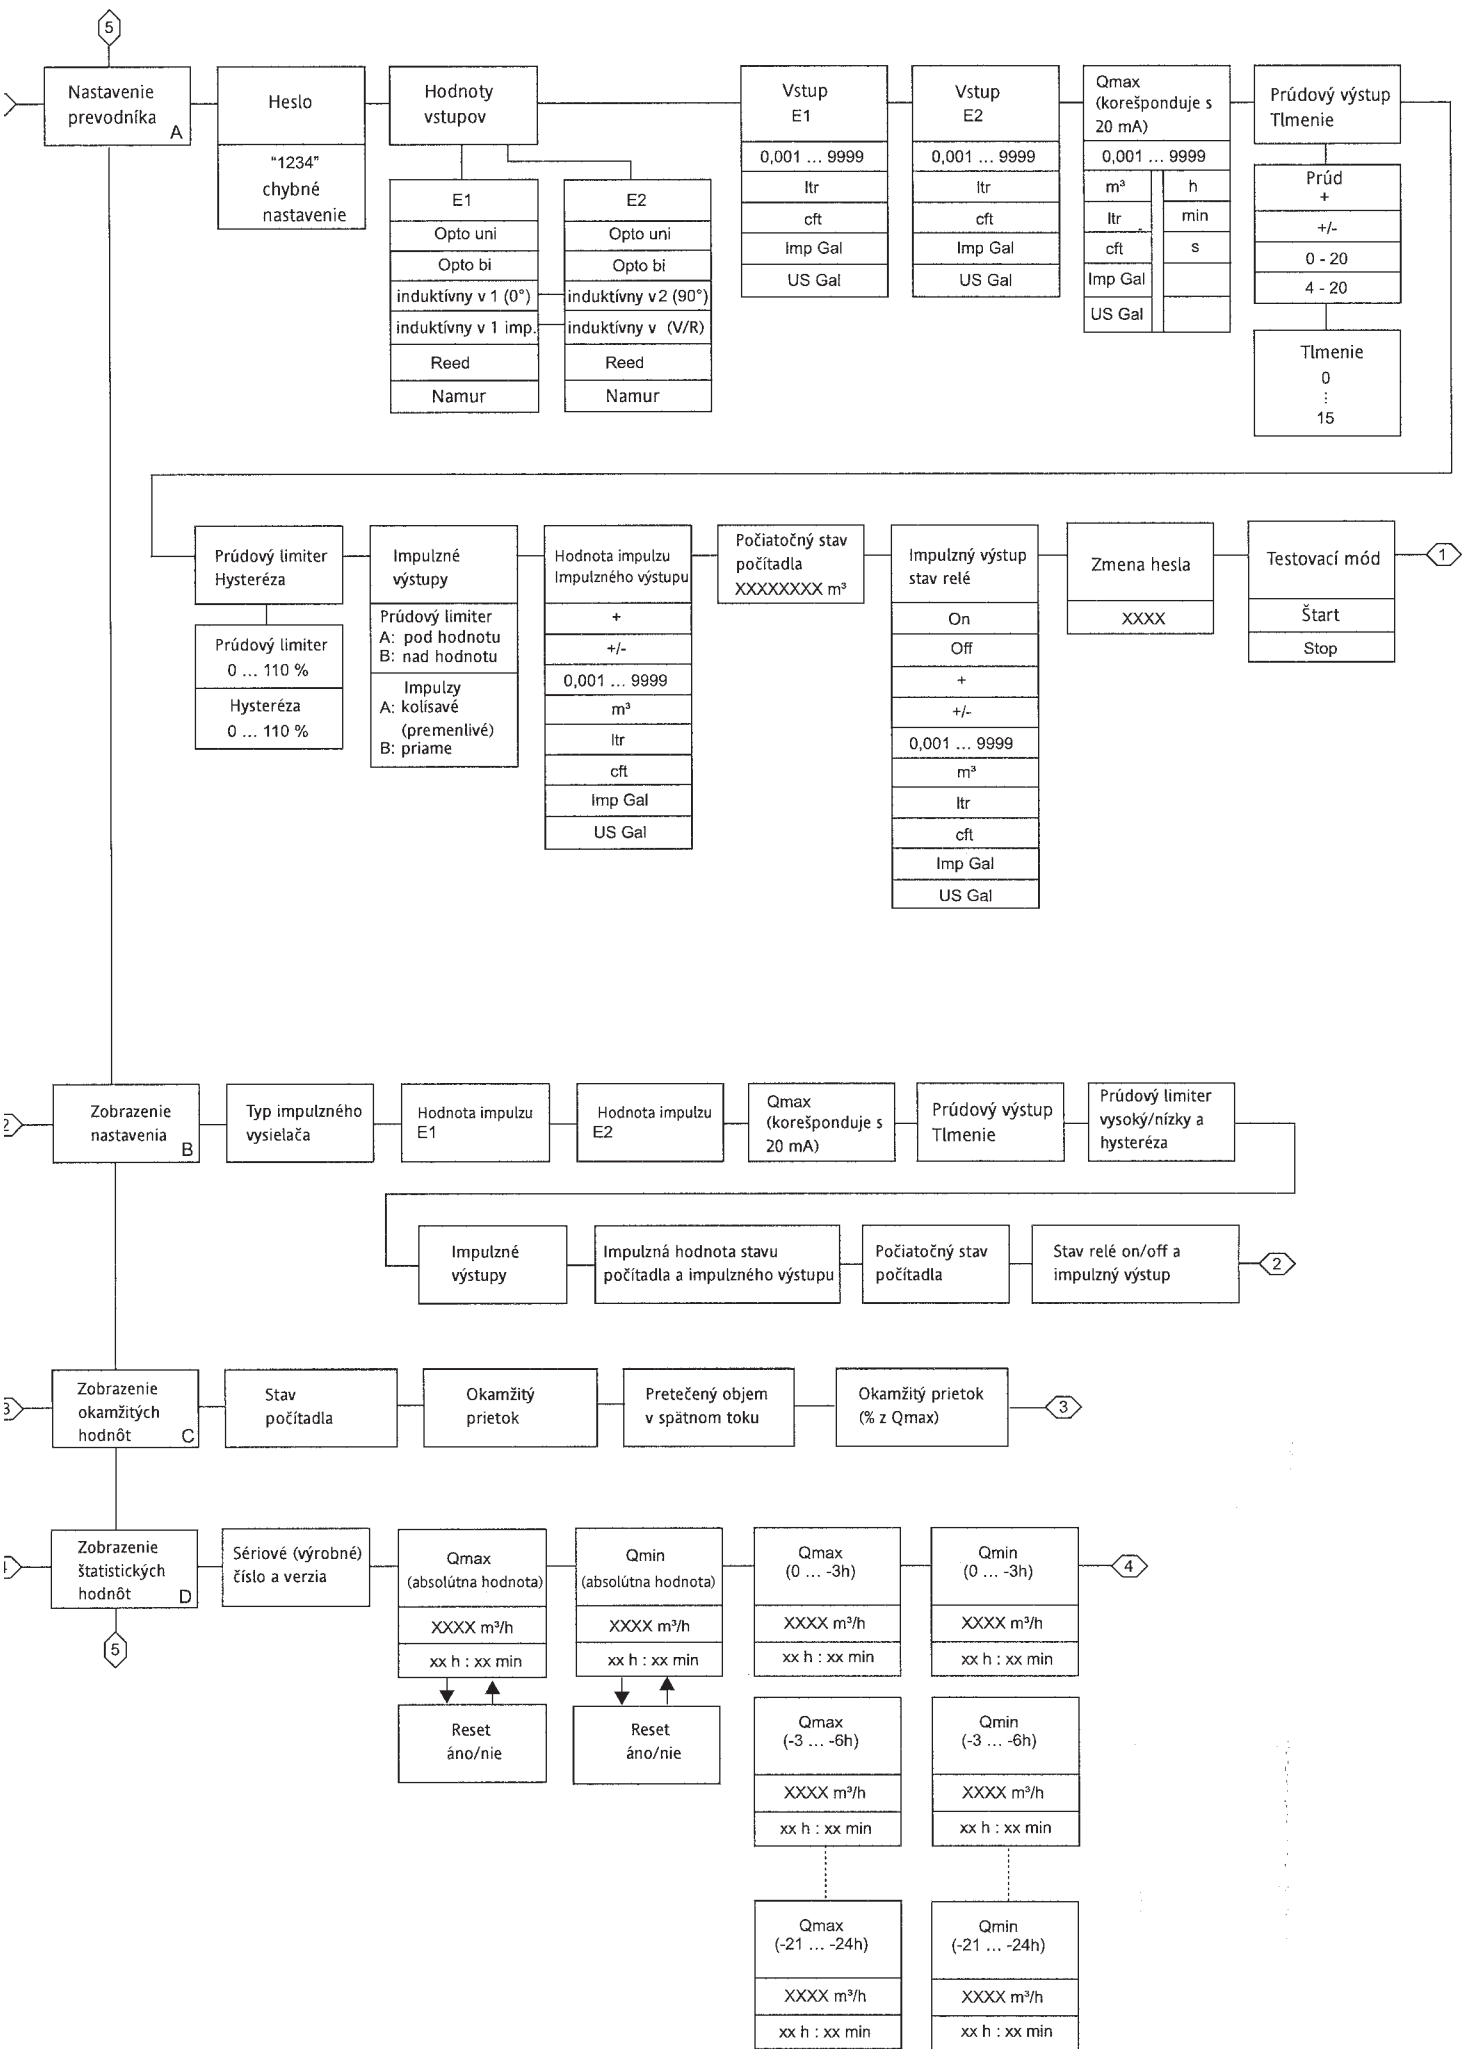 5
Nastavenie
prevodníka
A
Heslo
"1234"
chybné
nastavenie
Hodnoty
vstupov
E1
Opto uni
Opto bi
induktívny v 1 (0°)
induktívny v 1 imp.
Reed
Namur
E2
Opto uni
Opto bi
induktívny v2 (90°)
induktívny v (V/R)
Reed
Namur
Vstup
E1
0,001 ... 9999
ltr
cft
Imp Gal
US Gal
Vstup
E2
0,001 ... 9999
ltr
cft
Imp Gal
US Gal
Qmax
(korešponduje s
20 mA)
0,001 ... 9999
m³
h
ltr
min
cft
s
Imp Gal
US Gal
Prúdový výstup
Tlmenie
Prúd
+
+/-
0 - 20
4 - 20
Tlmenie
0
⋮
15
Prúdový limiter
Hysteréza
Prúdový limiter
0 ... 110 %
Hysteréza
0 ... 110 %
Impulzné
výstupy
Prúdový limiter
A: pod hodnotu
B: nad hodnotu
Impulzy
A: kolísavé
(premenlivé)
B: priame
Hodnota impulzu
Impulzného výstupu
+
+/-
0,001 ... 9999
m³
ltr
cft
Imp Gal
US Gal
Počiatočný stav
počítadla
XXXXXXXX m³
Impulzný výstup
stav relé
On
Off
+
+/-
0,001 ... 9999
m³
ltr
cft
Imp Gal
US Gal
Zmena hesla
XXXX
Testovací mód
Štart
Stop
1
2
Zobrazenie
nastavenia
B
Typ impulzného
vysielača
Hodnota impulzu
E1
Hodnota impulzu
E2
Qmax
(korešponduje s
20 mA)
Prúdový výstup
Tlmenie
Prúdový limiter
vysoký/nízky a
hysteréza
Impulzné
výstupy
Impulzná hodnota stavu
počítadla a impulzného výstupu
Počiatočný stav
počítadla
Stav relé on/off a
impulzný výstup
2
3
Zobrazenie
okamžitých
hodnôt
C
Stav
počítadla
Okamžitý
prietok
Pretečený objem
v spätnom toku
Okamžitý prietok
(% z Qmax)
3
Zobrazenie
štatistických
hodnôt
D
5
Sériové (výrobné)
číslo a verzia
Qmax
(absolútna hodnota)
XXXX m³/h
xx h : xx min
Reset
áno/nie
Qmin
(absolútna hodnota)
XXXX m³/h
xx h : xx min
Reset
áno/nie
Qmax
(0 ... -3h)
XXXX m³/h
xx h : xx min
Qmin
(0 ... -3h)
XXXX m³/h
xx h : xx min
4
Qmax
(-3 ... -6h)
XXXX m³/h
xx h : xx min
Qmin
(-3 ... -6h)
XXXX m³/h
xx h : xx min
Qmax
(-21 ... -24h)
XXXX m³/h
xx h : xx min
Qmin
(-21 ... -24h)
XXXX m³/h
xx h : xx min